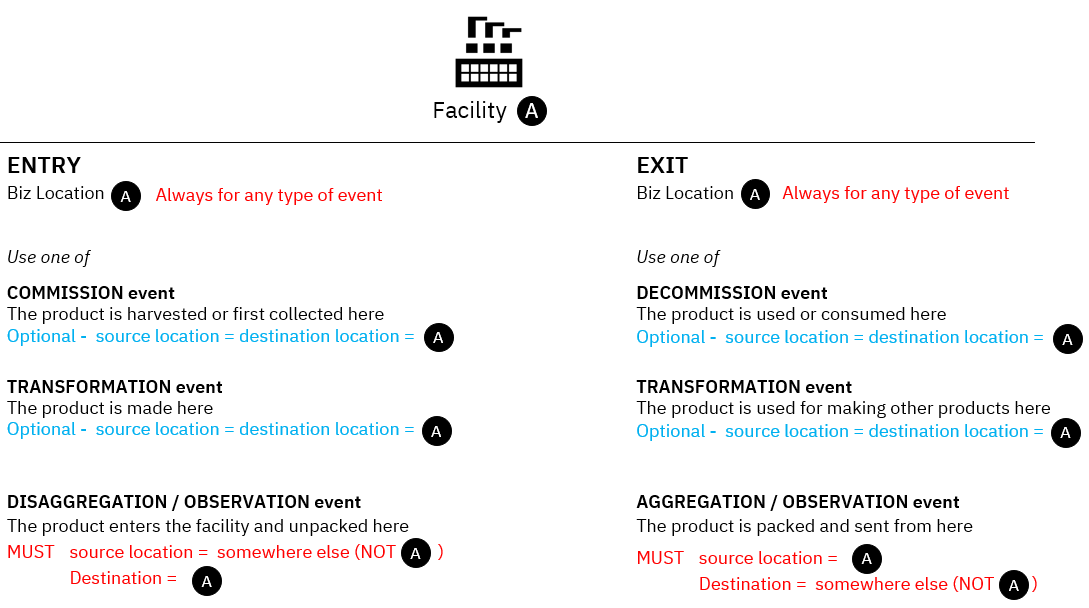 Facility A
ENTRY
Biz Location A Always for any type of event
Use one of
COMMISSION event
The product is harvested or first collected here
Optional - source location = destination location = A
TRANSFORMATION event
The product is made here
Optional - source location = destination location = A
DISAGGREGATION / OBSERVATION event
The product enters the facility and unpacked here
MUST source location = somewhere else (NOT A )
Destination = A
EXIT
Biz Location A Always for any type of event
Use one of
DECOMMISSION event
The product is used or consumed here
Optional - source location = destination location = A
TRANSFORMATION event
The product is used for making other products here
Optional - source location = destination location = A
AGGREGATION / OBSERVATION event
The product is packed and sent from here
MUST source location = A
Destination = somewhere else (NOT A )